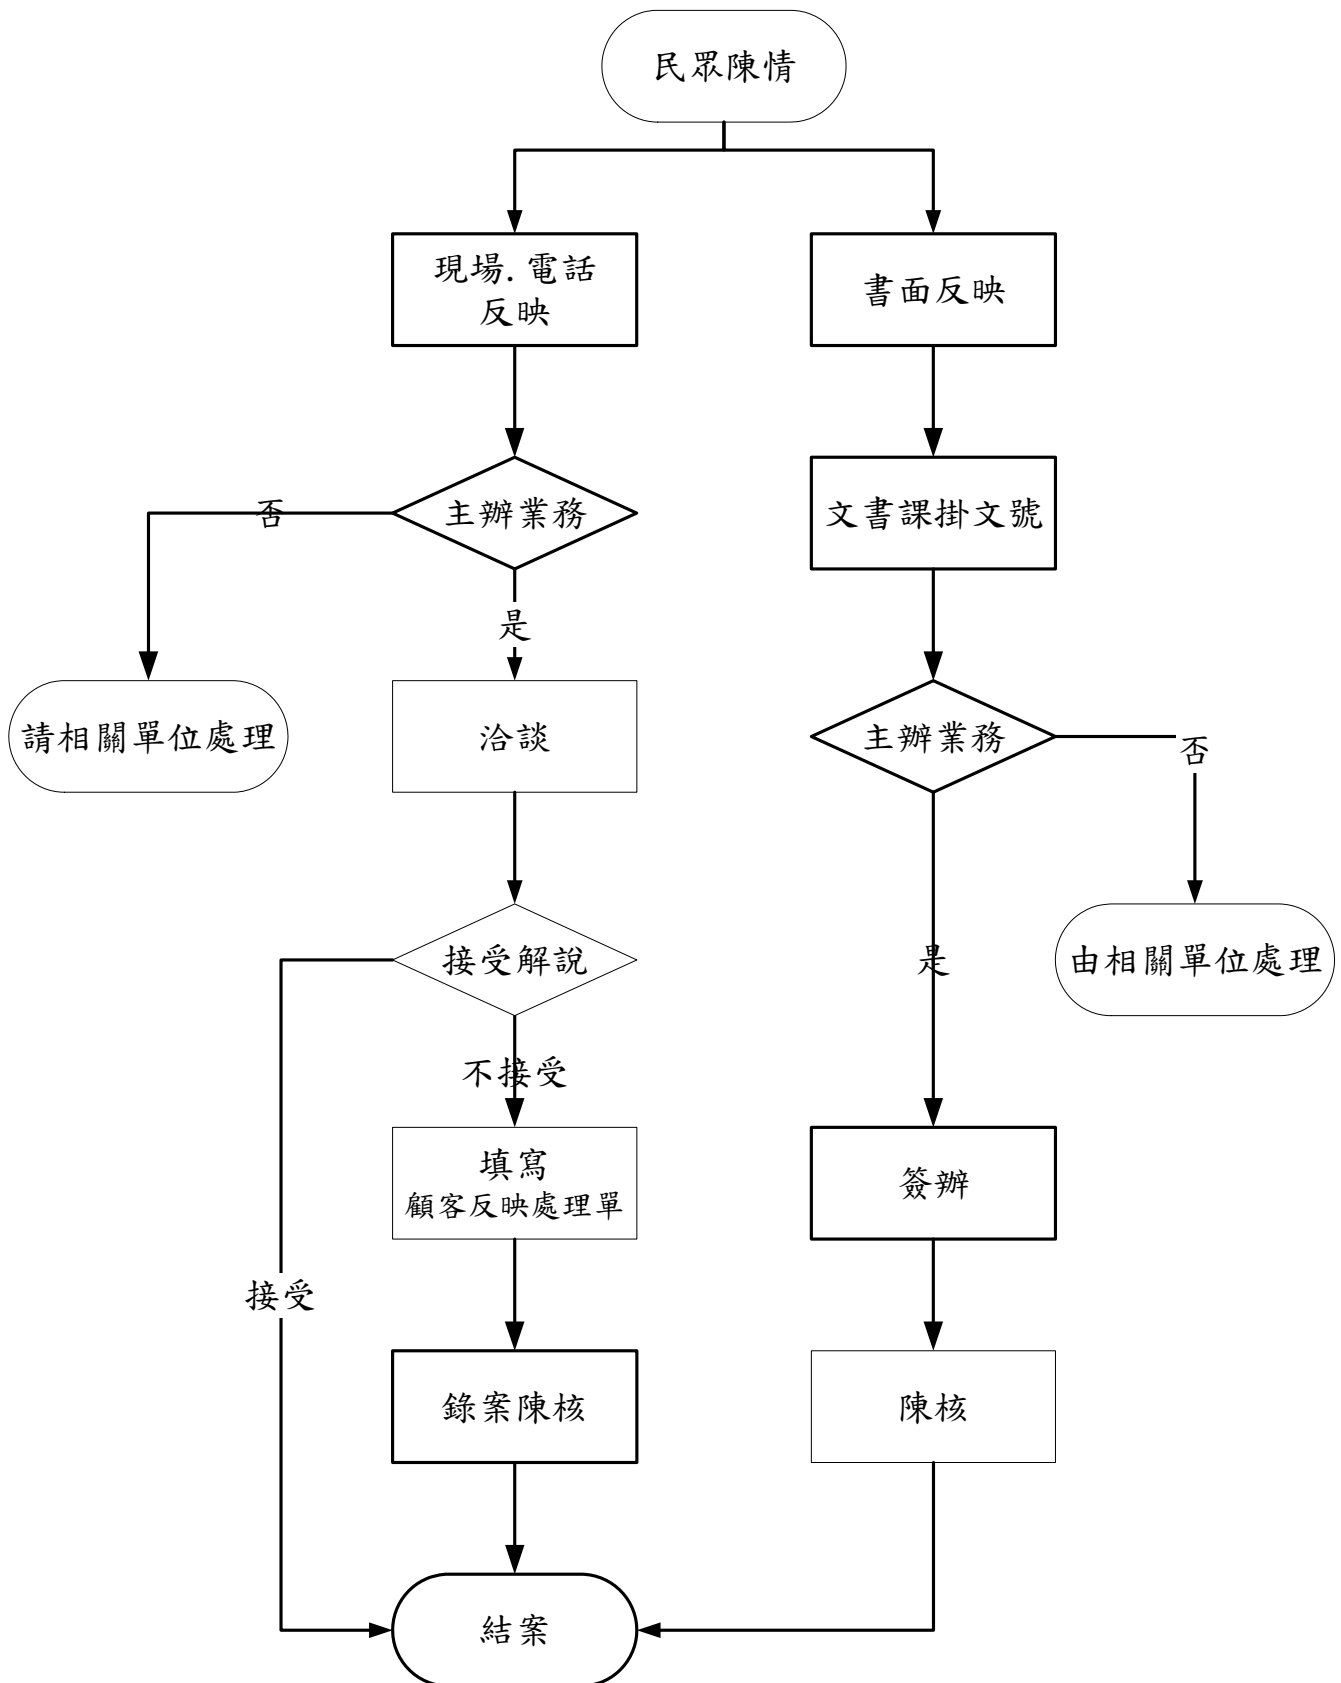 民眾陳情
現場.電話
反映
書面反映
主辦業務
文書課掛文號
否
是
請相關單位處理
洽談
主辦業務
否
接受解說
是
由相關單位處理
不接受
填寫
顧客反映處理單
簽辦
接受
錄案陳核
陳核
結案